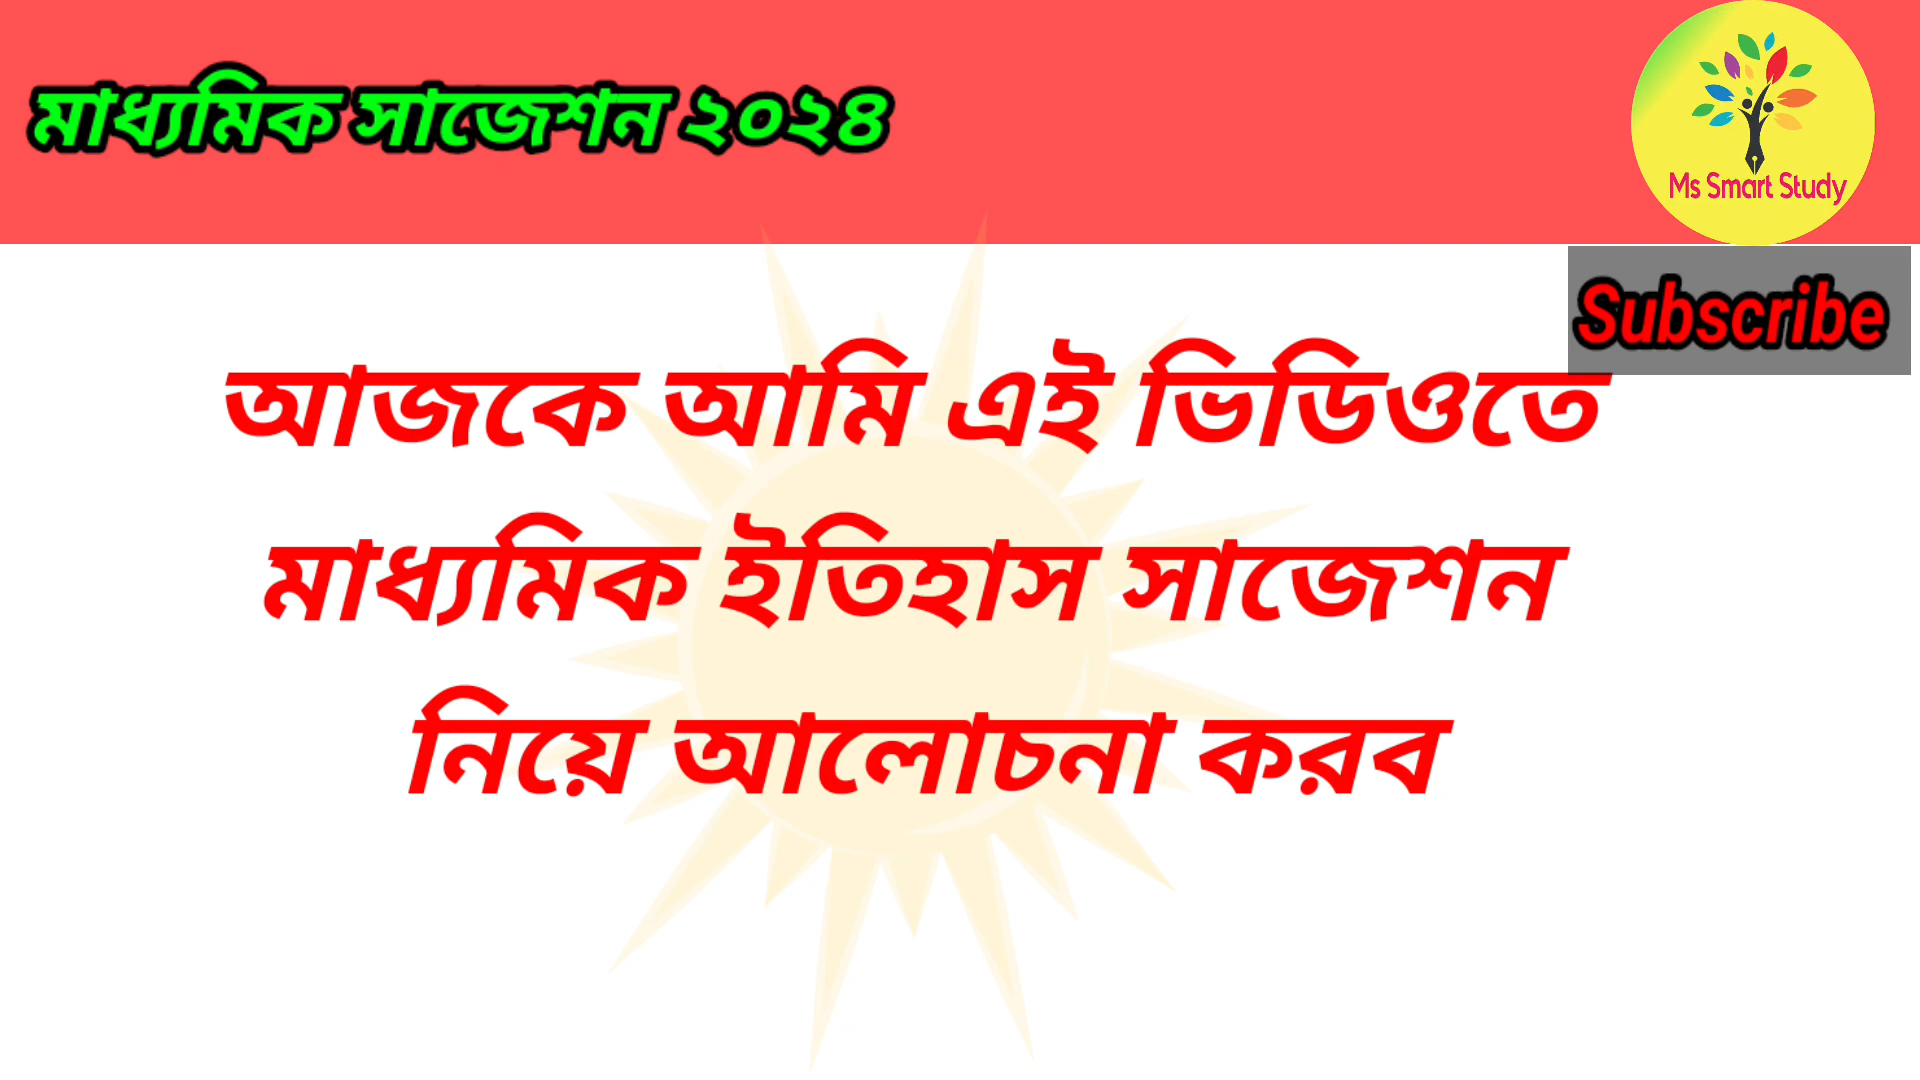 মাধ্যমিক সাজেশন ২০২৪
Ms Smart Study
Subscribe
আজকে আমি এই ভিডিওতে
মাধ্যমিক ইতিহাস সাজেশন
নিয়ে আলোচনা করব